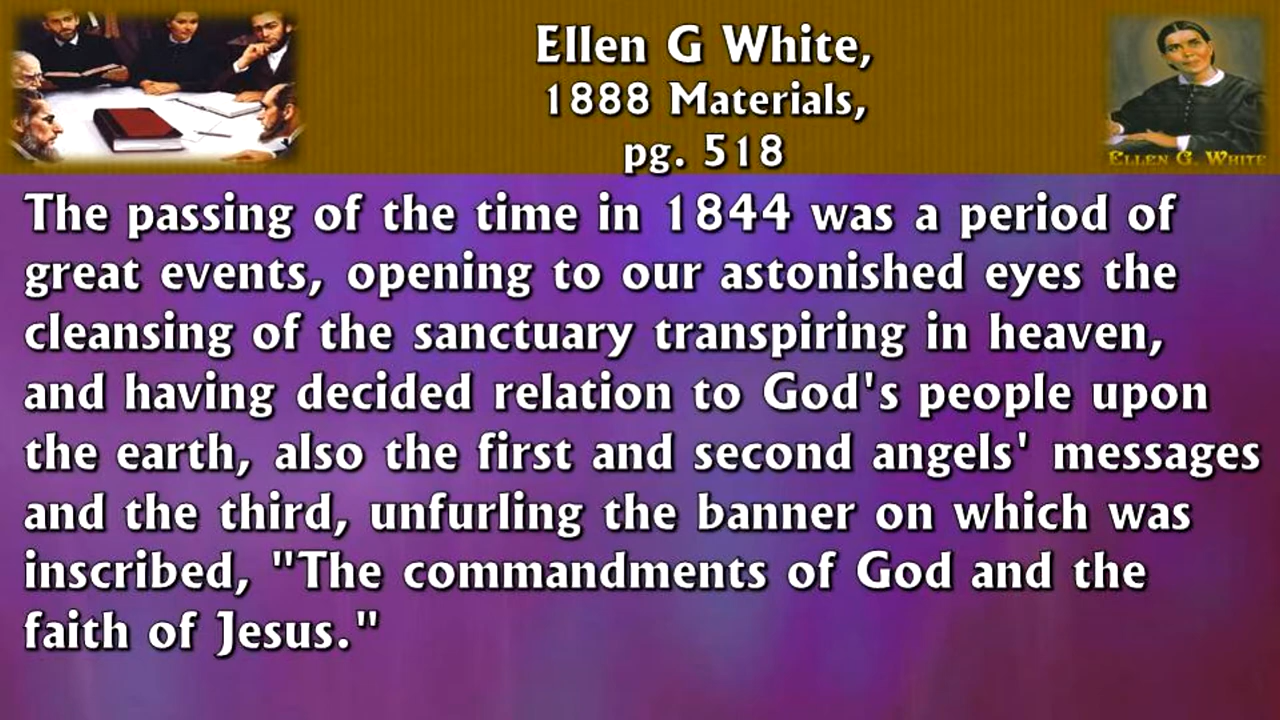 Ellen G White,
1888 Materials,
pg. 518
ELLEN G. WHITE
The passing of the time in 1844 was a period of
great events, opening to our astonished eyes the
cleansing of the sanctuary transpiring in heaven,
and having decided relation to God's people upon
the earth, also the first and second angels' messages
and the third, unfurling the banner on which was
inscribed, "The commandments of God and the
faith of Jesus."